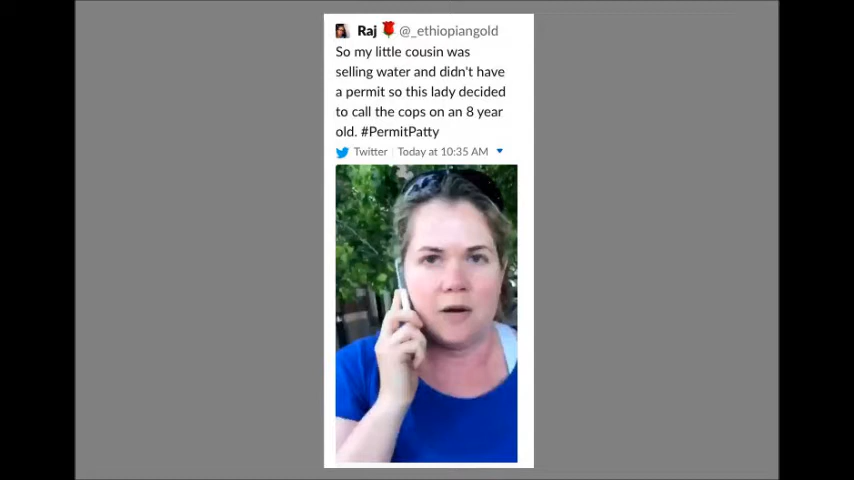 Raj 🌹 @_ethiopiangold
So my little cousin was
selling water and didn't have
a permit so this lady decided
to call the cops on an 8 year
old. #PermitPatty
Twitter | Today at 10:35 AM